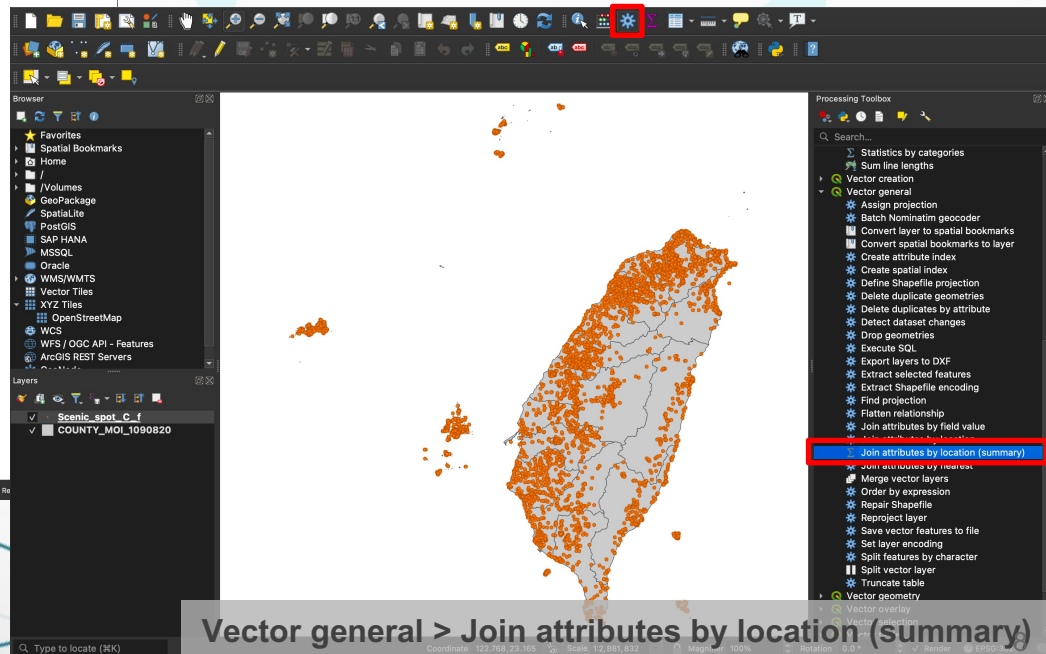 abc
abc
abc
Browser
Favorites
Spatial Bookmarks
Home
/
/Volumes
GeoPackage
SpatiaLite
PostGIS
SAP HANA
MSSQL
Oracle
WMS/WMTS
Vector Tiles
XYZ Tiles
OpenStreetMap
WCS
WFS / OGC API - Features
ArcGIS REST Servers
Layers
Scenic_spot_C_f
COUNTY_MOI_1090820
Re
Processing Toolbox
Search...
Statistics by categories
Sum line lengths
Vector creation
Vector general
Assign projection
Batch Nominatim geocoder
Convert layer to spatial bookmarks
Convert spatial bookmarks to layer
Create attribute index
Create spatial index
Define Shapefile projection
Delete duplicate geometries
Delete duplicates by attribute
Detect dataset changes
Drop geometries
Execute SQL
Export layers to DXF
Extract selected features
Extract Shapefile encoding
Find projection
Flatten relationship
Join attributes by field value
Join attributes by location (summary)
Join attributes by nearest
Merge vector layers
Order by expression
Repair Shapefile
Reproject layer
Save vector features to file
Set layer encoding
Split features by character
Split vector layer
Truncate table
Vector geometry
Vector overlay
Vector selection
Vector general > Join attributes by location (summary)
Type to locate (⌘K)
Coordinate 122.768,23.165 Scale 1:2,881,832 Magnifier 100% Rotation 0.0° Render